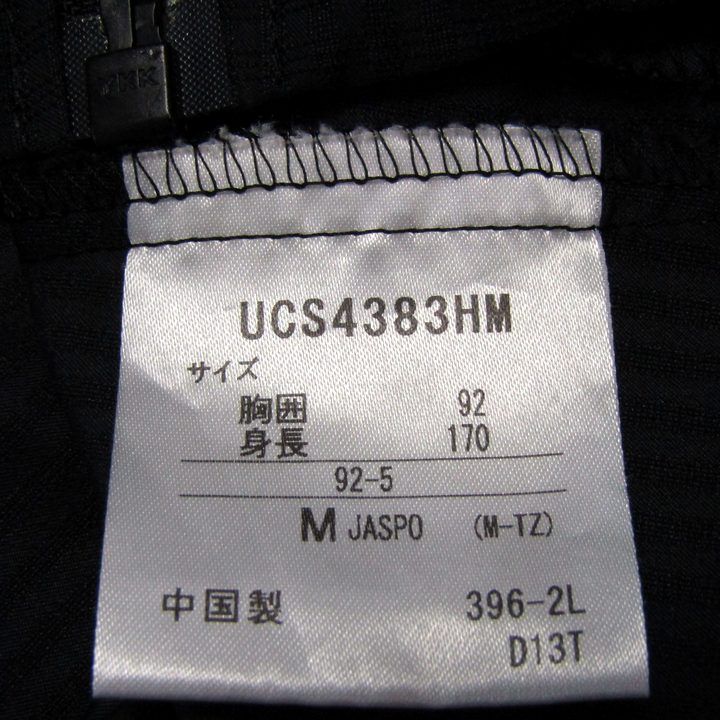 YKK
UCS4383HM
サイズ
胸囲 92
身長 170
92-5
M JASPO (M-TZ)
中国製 396-2L
D13T